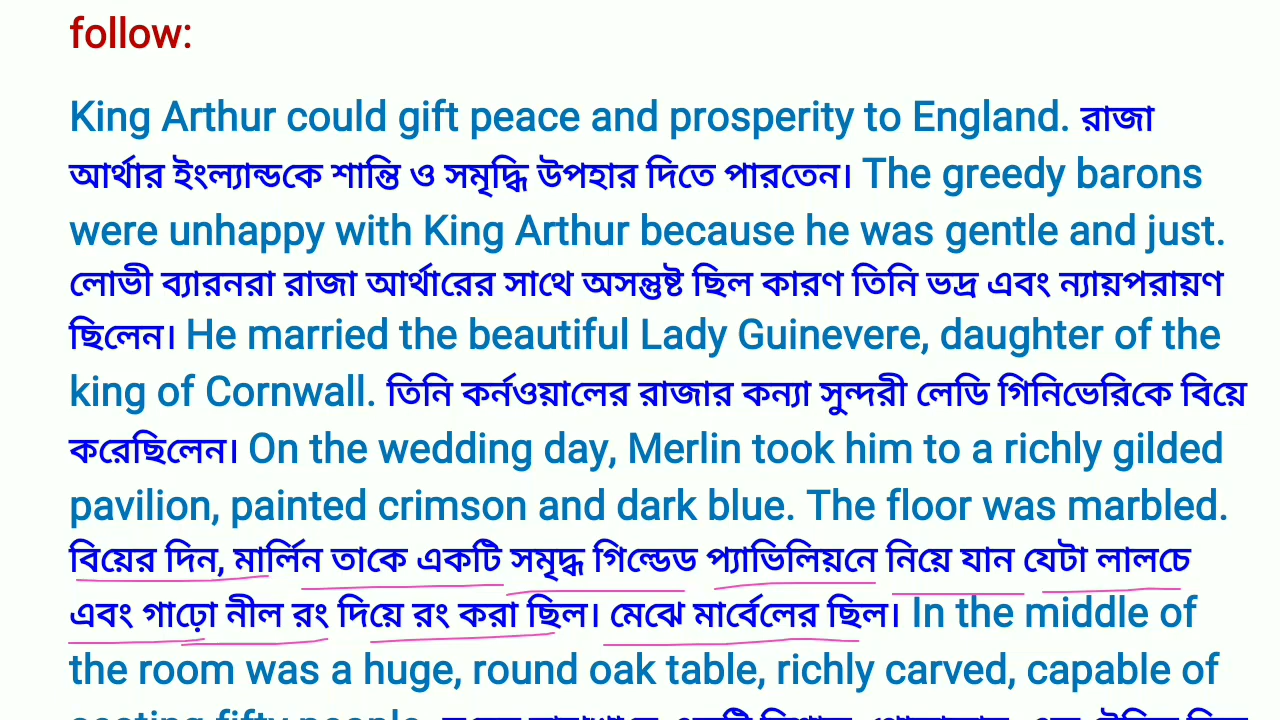 follow:
King Arthur could gift peace and prosperity to England. রাজা
আর্থার ইংল্যান্ডকে শান্তি ও সমৃদ্ধি উপহার দিতে পারতেন। The greedy barons
were unhappy with King Arthur because he was gentle and just.
লোভী ব্যারনরা রাজা আর্থারের সাথে অসন্তুষ্ট ছিল কারণ তিনি ভদ্র এবং ন্যায়পরায়ণ
ছিলেন। He married the beautiful Lady Guinevere, daughter of the
king of Cornwall. তিনি কর্নওয়ালের রাজার কন্যা সুন্দরী লেডি গিনিভেরিকে বিয়ে
করেছিলেন। On the wedding day, Merlin took him to a richly gilded
pavilion, painted crimson and dark blue. The floor was marbled.
বিয়ের দিন, মার্লিন তাকে একটি সমৃদ্ধ গিল্ডেড প্যাভিলিয়নে নিয়ে যান যেটা লালচে
এবং গাঢ়ো নীল রং দিয়ে রং করা ছিল। মেঝে মার্বেলের ছিল। In the middle of
the room was a huge, round oak table, richly carved, capable of
seating fifty people.